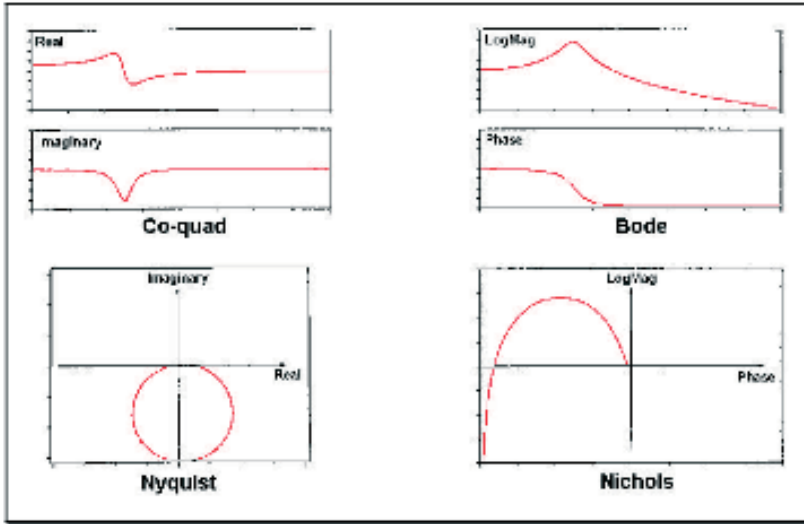 Real
Imaginary
Co-quad
LogMag
Phase
Bode
Imaginary
Real
Nyquist
LogMag
Phase
Nichols